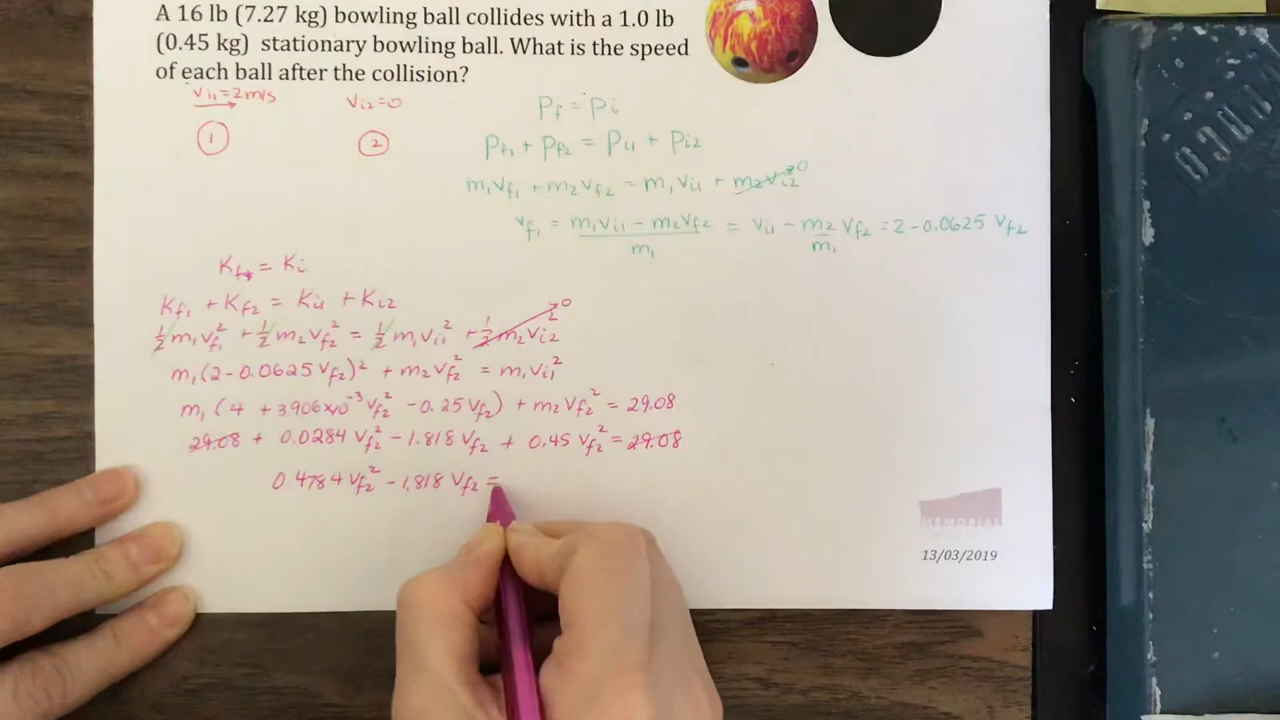 A 16 lb (7.27 kg) bowling ball collides with a 1.0 lb
(0.45 kg) stationary bowling ball. What is the speed
of each ball after the collision?
Vi1=2m/s Vi2=0
1 2
Pf = Pi
Pf1 + Pf2 = Pi1 + Pi2
m1Vf1 + m2Vf2 = m1Vi1 + m2Vi2 0
Vf1 = m1Vi1 - m2Vf2 / m1 = Vi1 - m2/m1 Vf2 = 2 - 0.0625 Vf2
Kf = Ki
Kf1 + Kf2 = Ki1 + Ki2
½ m1Vf1² + ½ m2Vf2² = ½ m1Vi1² + ½ m2Vi2² 0
m1(2-0.0625 Vf2)² + m2Vf2² = m1Vi1²
m1(4 + 3.906x10⁻³Vf2² - 0.25 Vf2) + m2Vf2² = 29.08
29.08 + 0.0284 Vf2² - 1.818 Vf2 + 0.45 Vf2² = 29.08
0.4784 Vf2² - 1.818 Vf2 =
MEMORIAL
13/03/2019